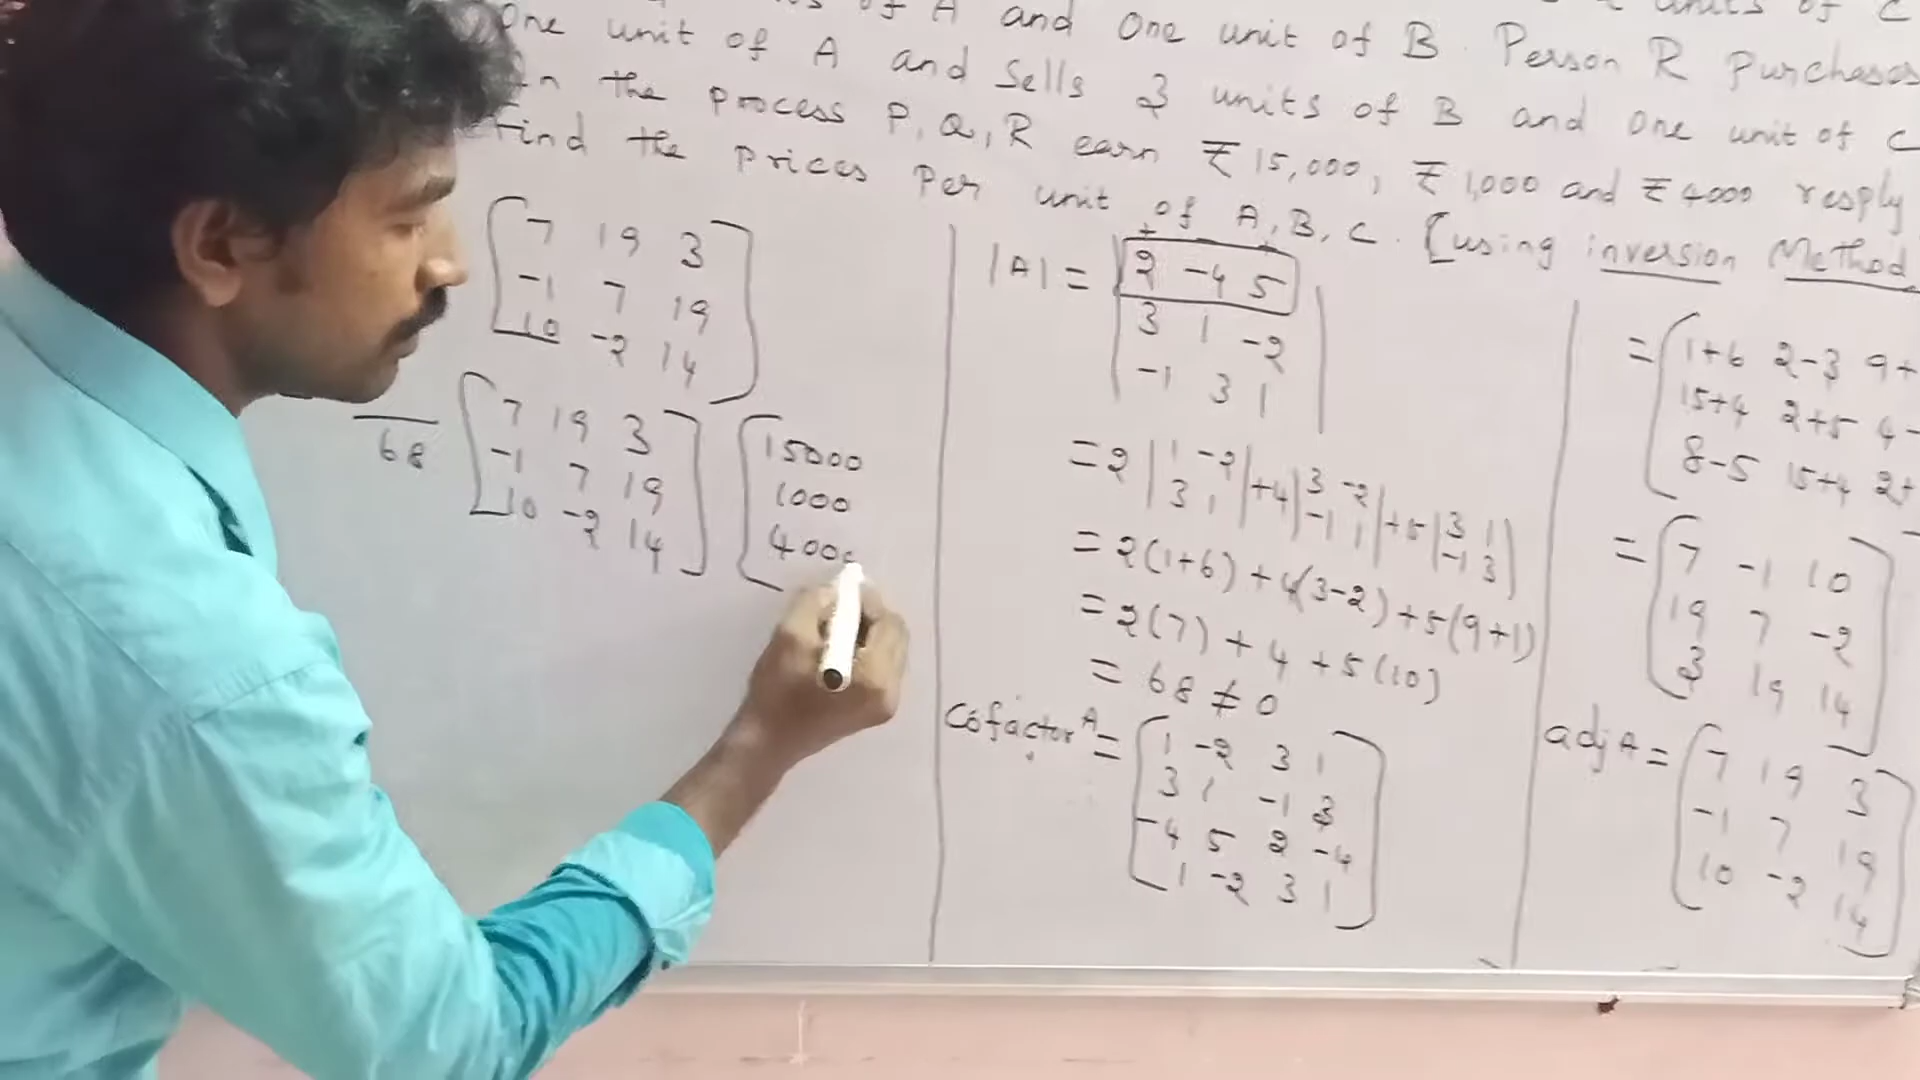 of A and one unit of B. Person R Purchases
One unit of A and Sells 3 units of B and one unit of C
In the process P, Q, R earn ₹ 15,000, ₹ 1,000 and ₹ 4000 resply
Find the Prices Per unit of A, B, C. [using inversion Method
7 19 3
-1 7 19
10 -2 14
68
7 19 3
-1 7 19
10 -2 14
15000
1000
4000
|A| = 2 -4 5
3 1 -2
-1 3 1
= 2 |1 -2| + 4 |3 -2| + 5 |3 1|
|3 1| |-1 1| |-1 3|
= 2(1+6) + 4(3-2) + 5(9+1)
= 2(7) + 4 + 5(10)
= 68 ≠ 0
Cofactor A = 1 -2 3 1
3 1 -1 3
-4 5 2 -4
1 -2 3 1
= 1+6 2-3 9+
15+4 2+5 4-
8-5 15+4 2+
= 7 -1 10
19 7 -2
3 19 14
adj A = 7 19 3
-1 7 19
10 -2 14